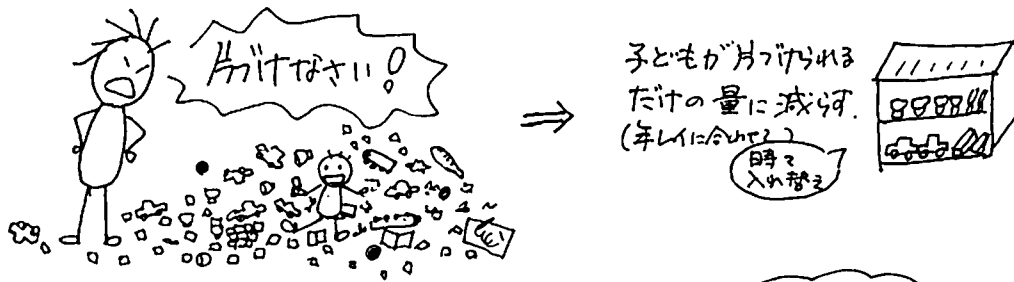 片づけなさい!
子どもが片づけられる
だけの量に減らす.
(年レイに合わせて)
時々
入れ替え